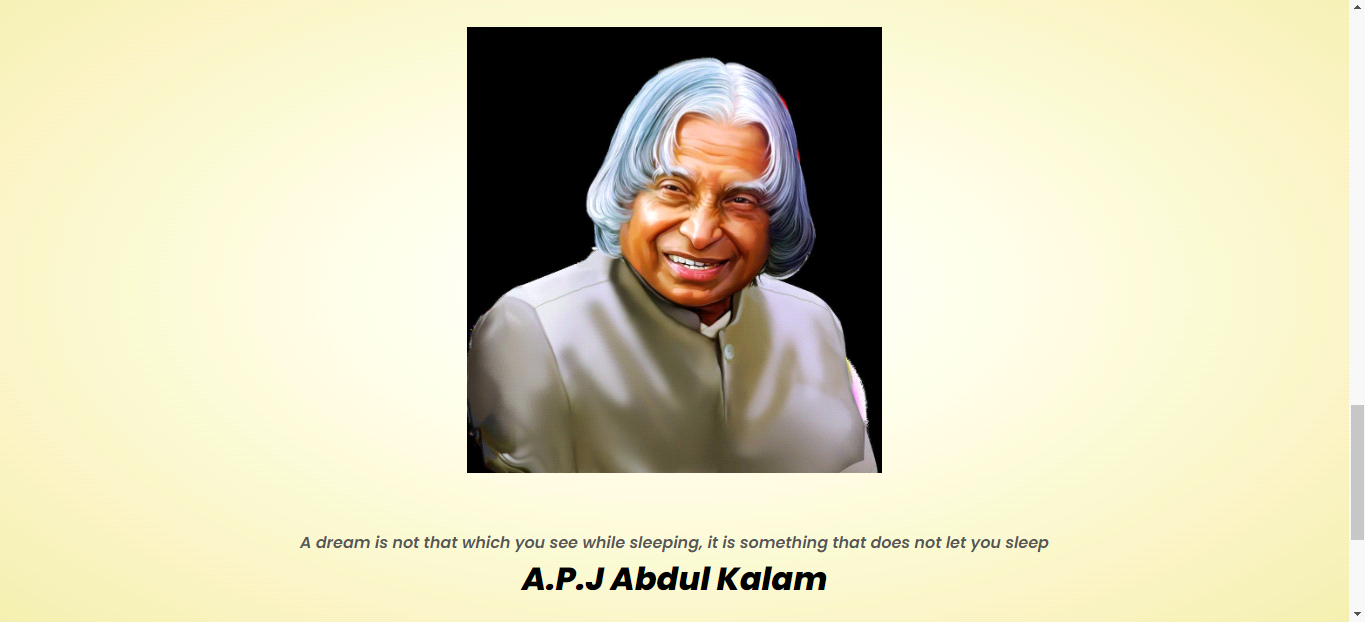 A dream is not that which you see while sleeping, it is something that does not let you sleep
A.P.J Abdul Kalam